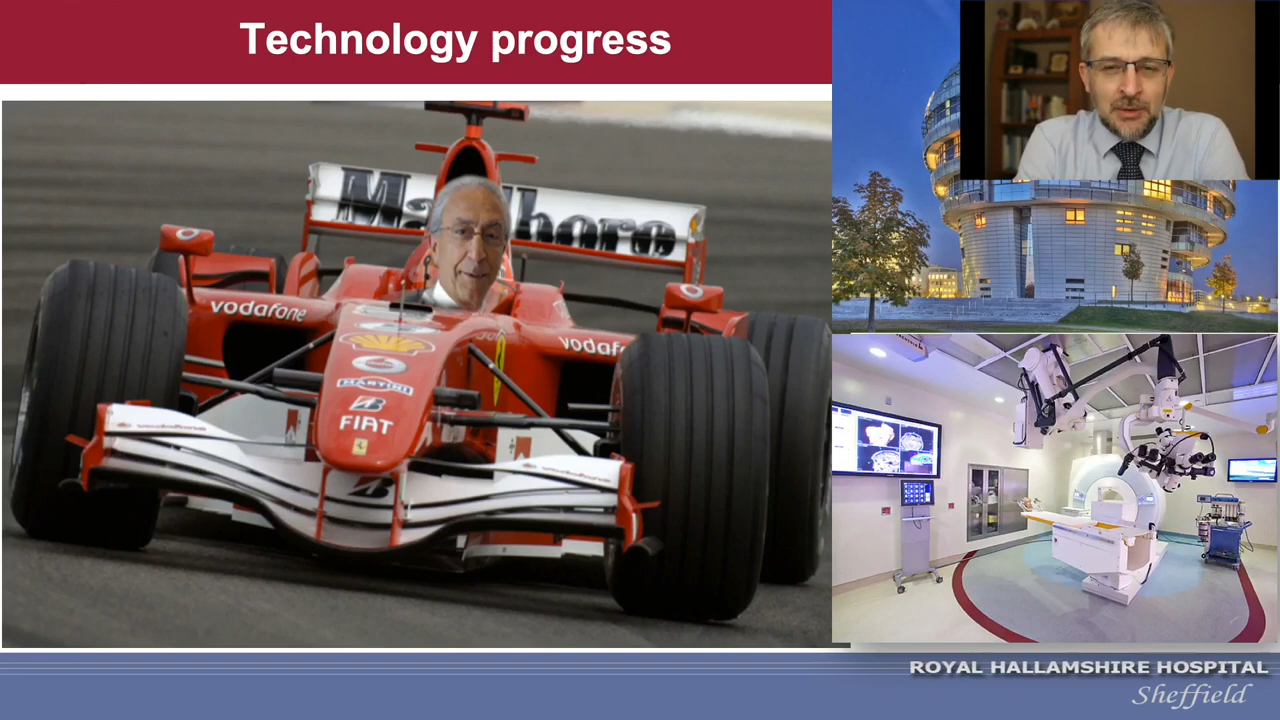 Technology progress
Marlboro
vodafone
vodafone
MARTINI
FIAT
ROYAL HALLAMSHIRE HOSPITAL
Sheffield